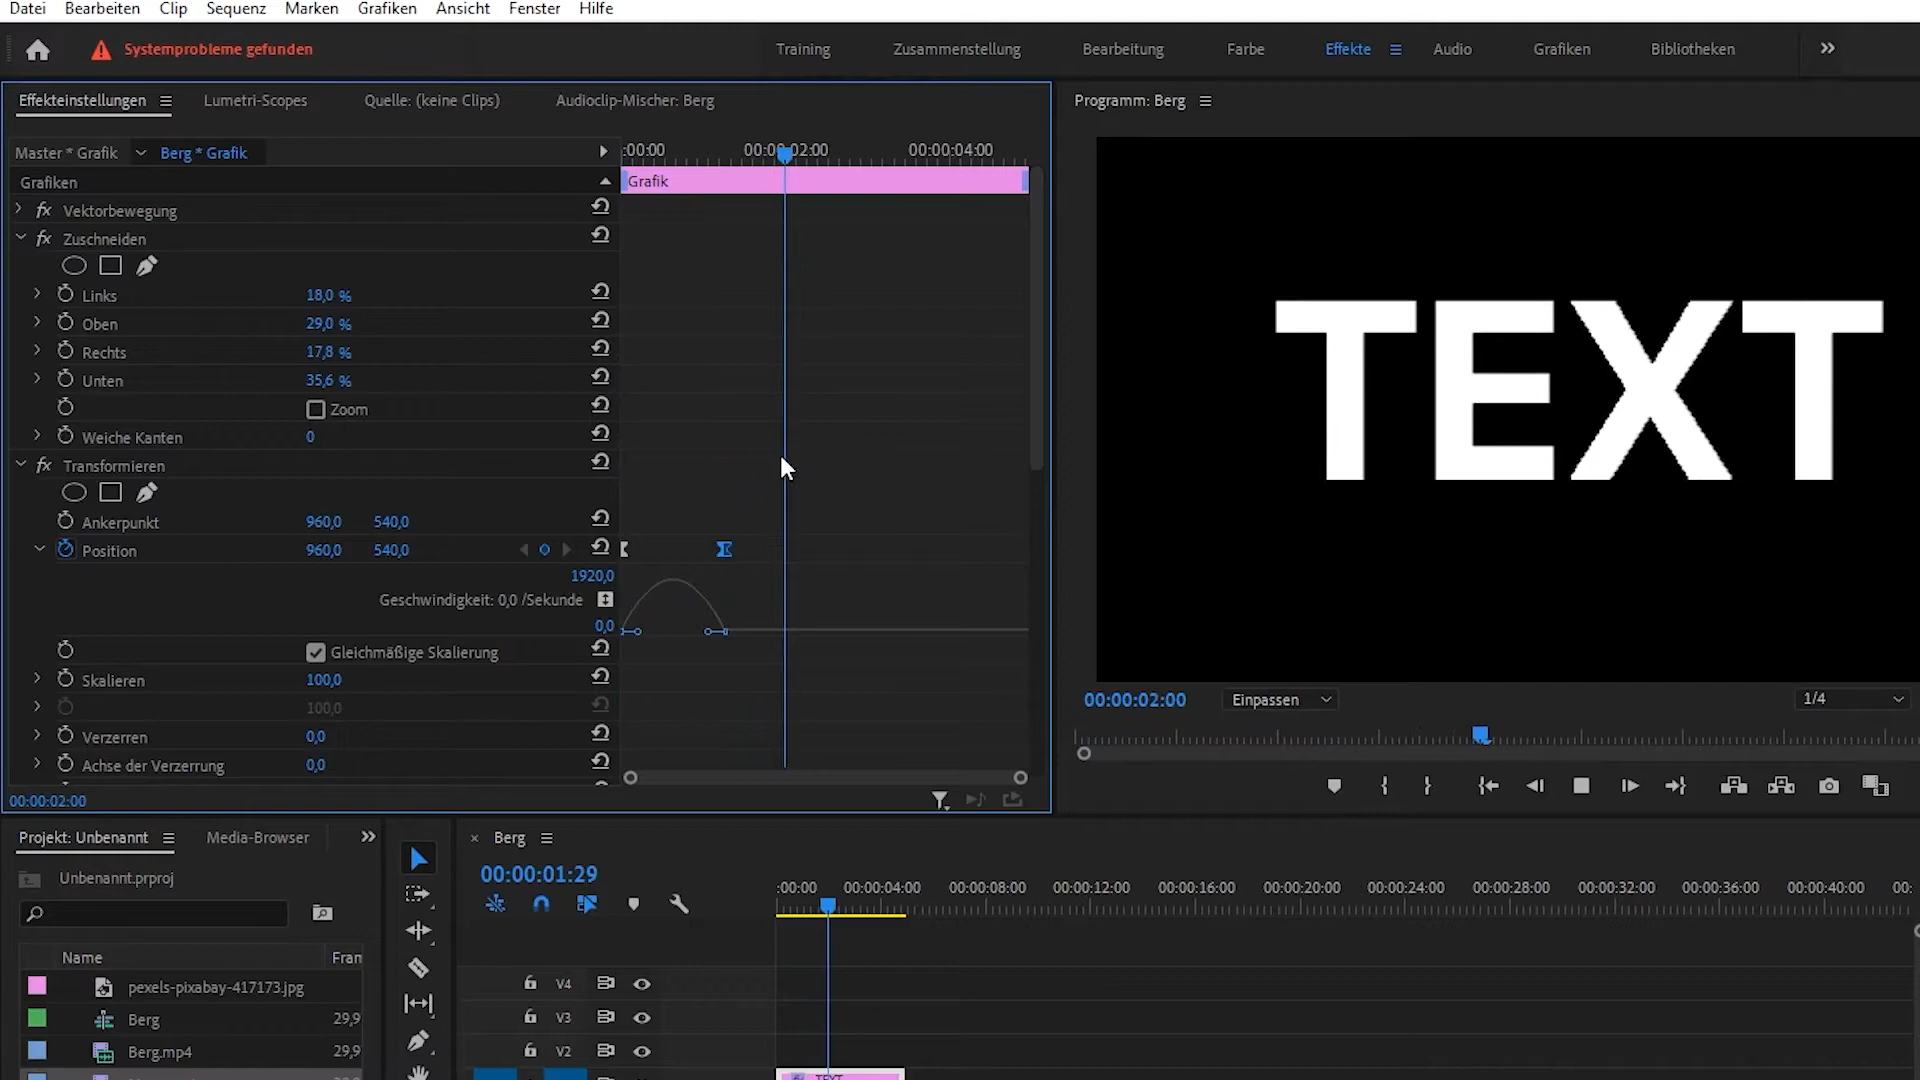 Datei Bearbeiten Clip Sequenz Marken Grafiken Ansicht Fenster Hilfe
Systemprobleme gefunden Training Zusammenstellung Bearbeitung Farbe Effekte Audio Grafiken Bibliotheken
Effekteinstellungen Lumetri-Scopes Quelle: (keine Clips) Audioclip-Mischer: Berg
Programm: Berg
Master * Grafik Berg * Grafik :00:00 00:00:02:00 00:00:04:00
Grafiken Grafik
fx Vektorbewegung
fx Zuschneiden
Links 18,0 %
Oben 29,0 %
Rechts 17,8 %
Unten 35,6 %
Zoom
Weiche Kanten 0
fx Transformieren
Ankerpunkt 960,0 540,0
Position 960,0 540,0
1920,0
Geschwindigkeit: 0,0 /Sekunde
0,0
Gleichmäßige Skalierung
Skalieren 100,0
100,0
Verzerren 0,0
Achse der Verzerrung 0,0
00:00:02:00
TEXT
00:00:02:00 Einpassen 1/4
Projekt: Unbenannt Media-Browser
Unbenannt.prproj
Name Fran
pexels-pixabay-417173.jpg
Berg 29,9
Berg.mp4 29,9
Berg
00:00:01:29
:00:00 00:00:04:00 00:00:08:00 00:00:12:00 00:00:16:00 00:00:20:00 00:00:24:00 00:00:28:00 00:00:32:00 00:00:36:00 00:00:40:00 00:
V4
V3
V2
TEXT